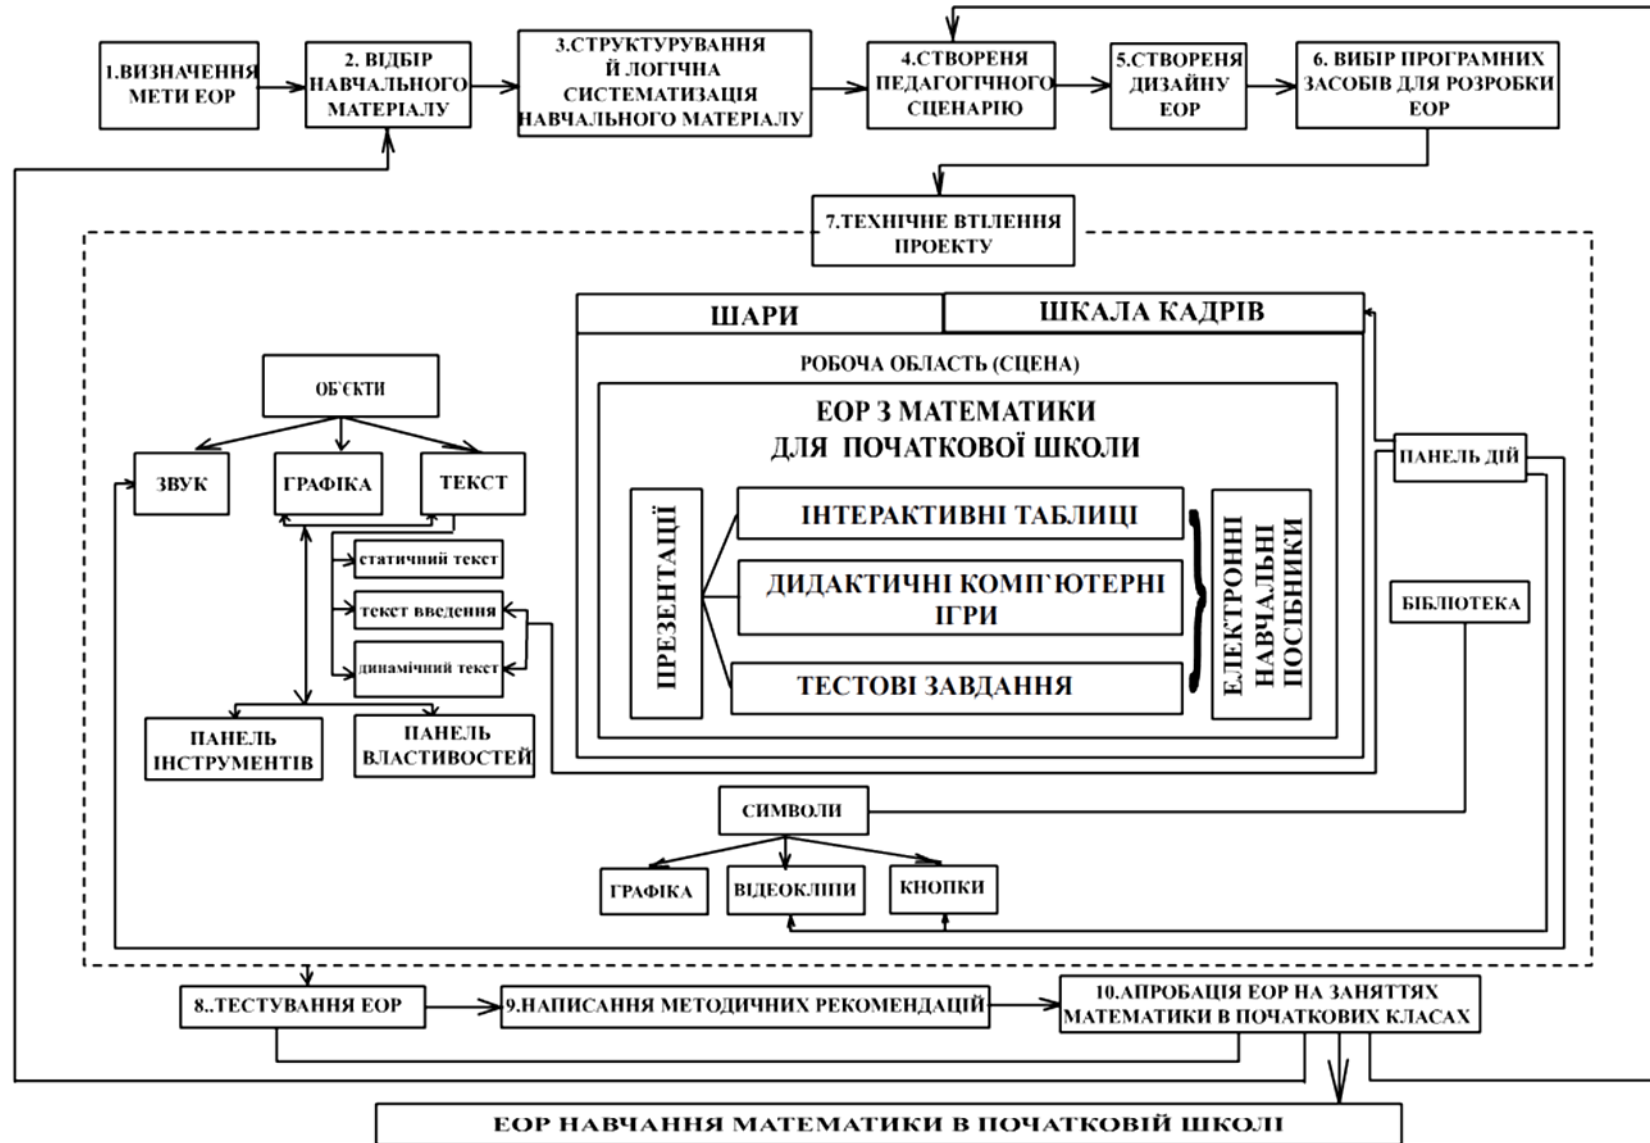 1.ВИЗНАЧЕННЯ
МЕТИ ЕОР
2. ВІДБІР
НАВЧАЛЬНОГО
МАТЕРІАЛУ
3.СТРУКТУРУВАННЯ
Й ЛОГІЧНА
СИСТЕМАТИЗАЦІЯ
НАВЧАЛЬНОГО МАТЕРІАЛУ
4.СТВОРЕНЯ
ПЕДАГОГІЧНОГО
СЦЕНАРІЮ
5.СТВОРЕНЯ
ДИЗАЙНУ
ЕОР
6. ВИБІР ПРОГРАМНИХ
ЗАСОБІВ ДЛЯ РОЗРОБКИ
ЕОР
7.ТЕХНІЧНЕ ВТІЛЕННЯ
ПРОЕКТУ
ШАРИ
ШКАЛА КАДРІВ
РОБОЧА ОБЛАСТЬ (СЦЕНА)
ЕОР З МАТЕМАТИКИ
ДЛЯ ПОЧАТКОВОЇ ШКОЛИ
ПРЕЗЕНТАЦІЇ
ІНТЕРАКТИВНІ ТАБЛИЦІ
ДИДАКТИЧНІ КОМП`ЮТЕРНІ
ІГРИ
ТЕСТОВІ ЗАВДАННЯ
ЕЛЕКТРОННІ
НАВЧАЛЬНІ
ПОСІБНИКИ
ОБ`ЄКТИ
ЗВУК
ГРАФІКА
ТЕКСТ
статичний текст
текст введення
динамічний текст
ПАНЕЛЬ
ІНСТРУМЕНТІВ
ПАНЕЛЬ
ВЛАСТИВОСТЕЙ
ПАНЕЛЬ ДІЙ
БІБЛІОТЕКА
СИМВОЛИ
ГРАФІКА
ВІДЕОКЛІПИ
КНОПКИ
8..ТЕСТУВАННЯ ЕОР
9.НАПИСАННЯ МЕТОДИЧНИХ РЕКОМЕНДАЦІЙ
10.АПРОБАЦІЯ ЕОР НА ЗАНЯТТЯХ
МАТЕМАТИКИ В ПОЧАТКОВИХ КЛАСАХ
ЕОР НАВЧАННЯ МАТЕМАТИКИ В ПОЧАТКОВІЙ ШКОЛІ